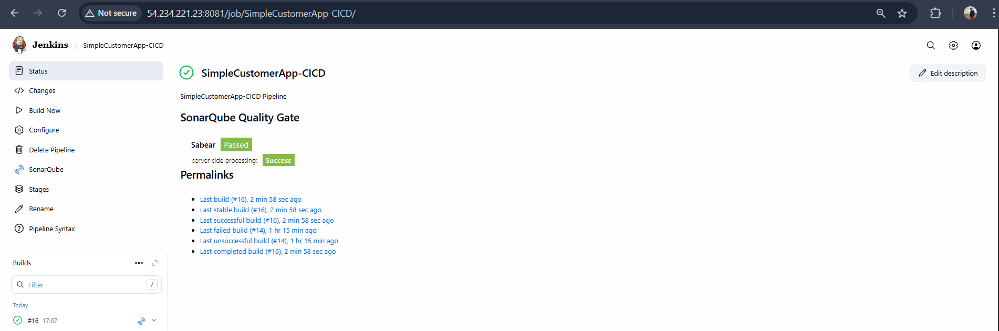 Not secure 54.234.221.23:8081/job/SimpleCustomerApp-CICD/
Jenkins / SimpleCustomerApp-CICD
Status
Changes
Build Now
Configure
Delete Pipeline
SonarQube
Stages
Rename
Pipeline Syntax
Builds
Filter /
Today
#16 17:07
SimpleCustomerApp-CICD
Edit description
SimpleCustomerApp-CICD Pipeline
SonarQube Quality Gate
Sabear Passed
server-side processing: Success
Permalinks
Last build (#16), 2 min 58 sec ago
Last stable build (#16), 2 min 58 sec ago
Last successful build (#16), 2 min 58 sec ago
Last failed build (#14), 1 hr 15 min ago
Last unsuccessful build (#14), 1 hr 15 min ago
Last completed build (#16), 2 min 58 sec ago